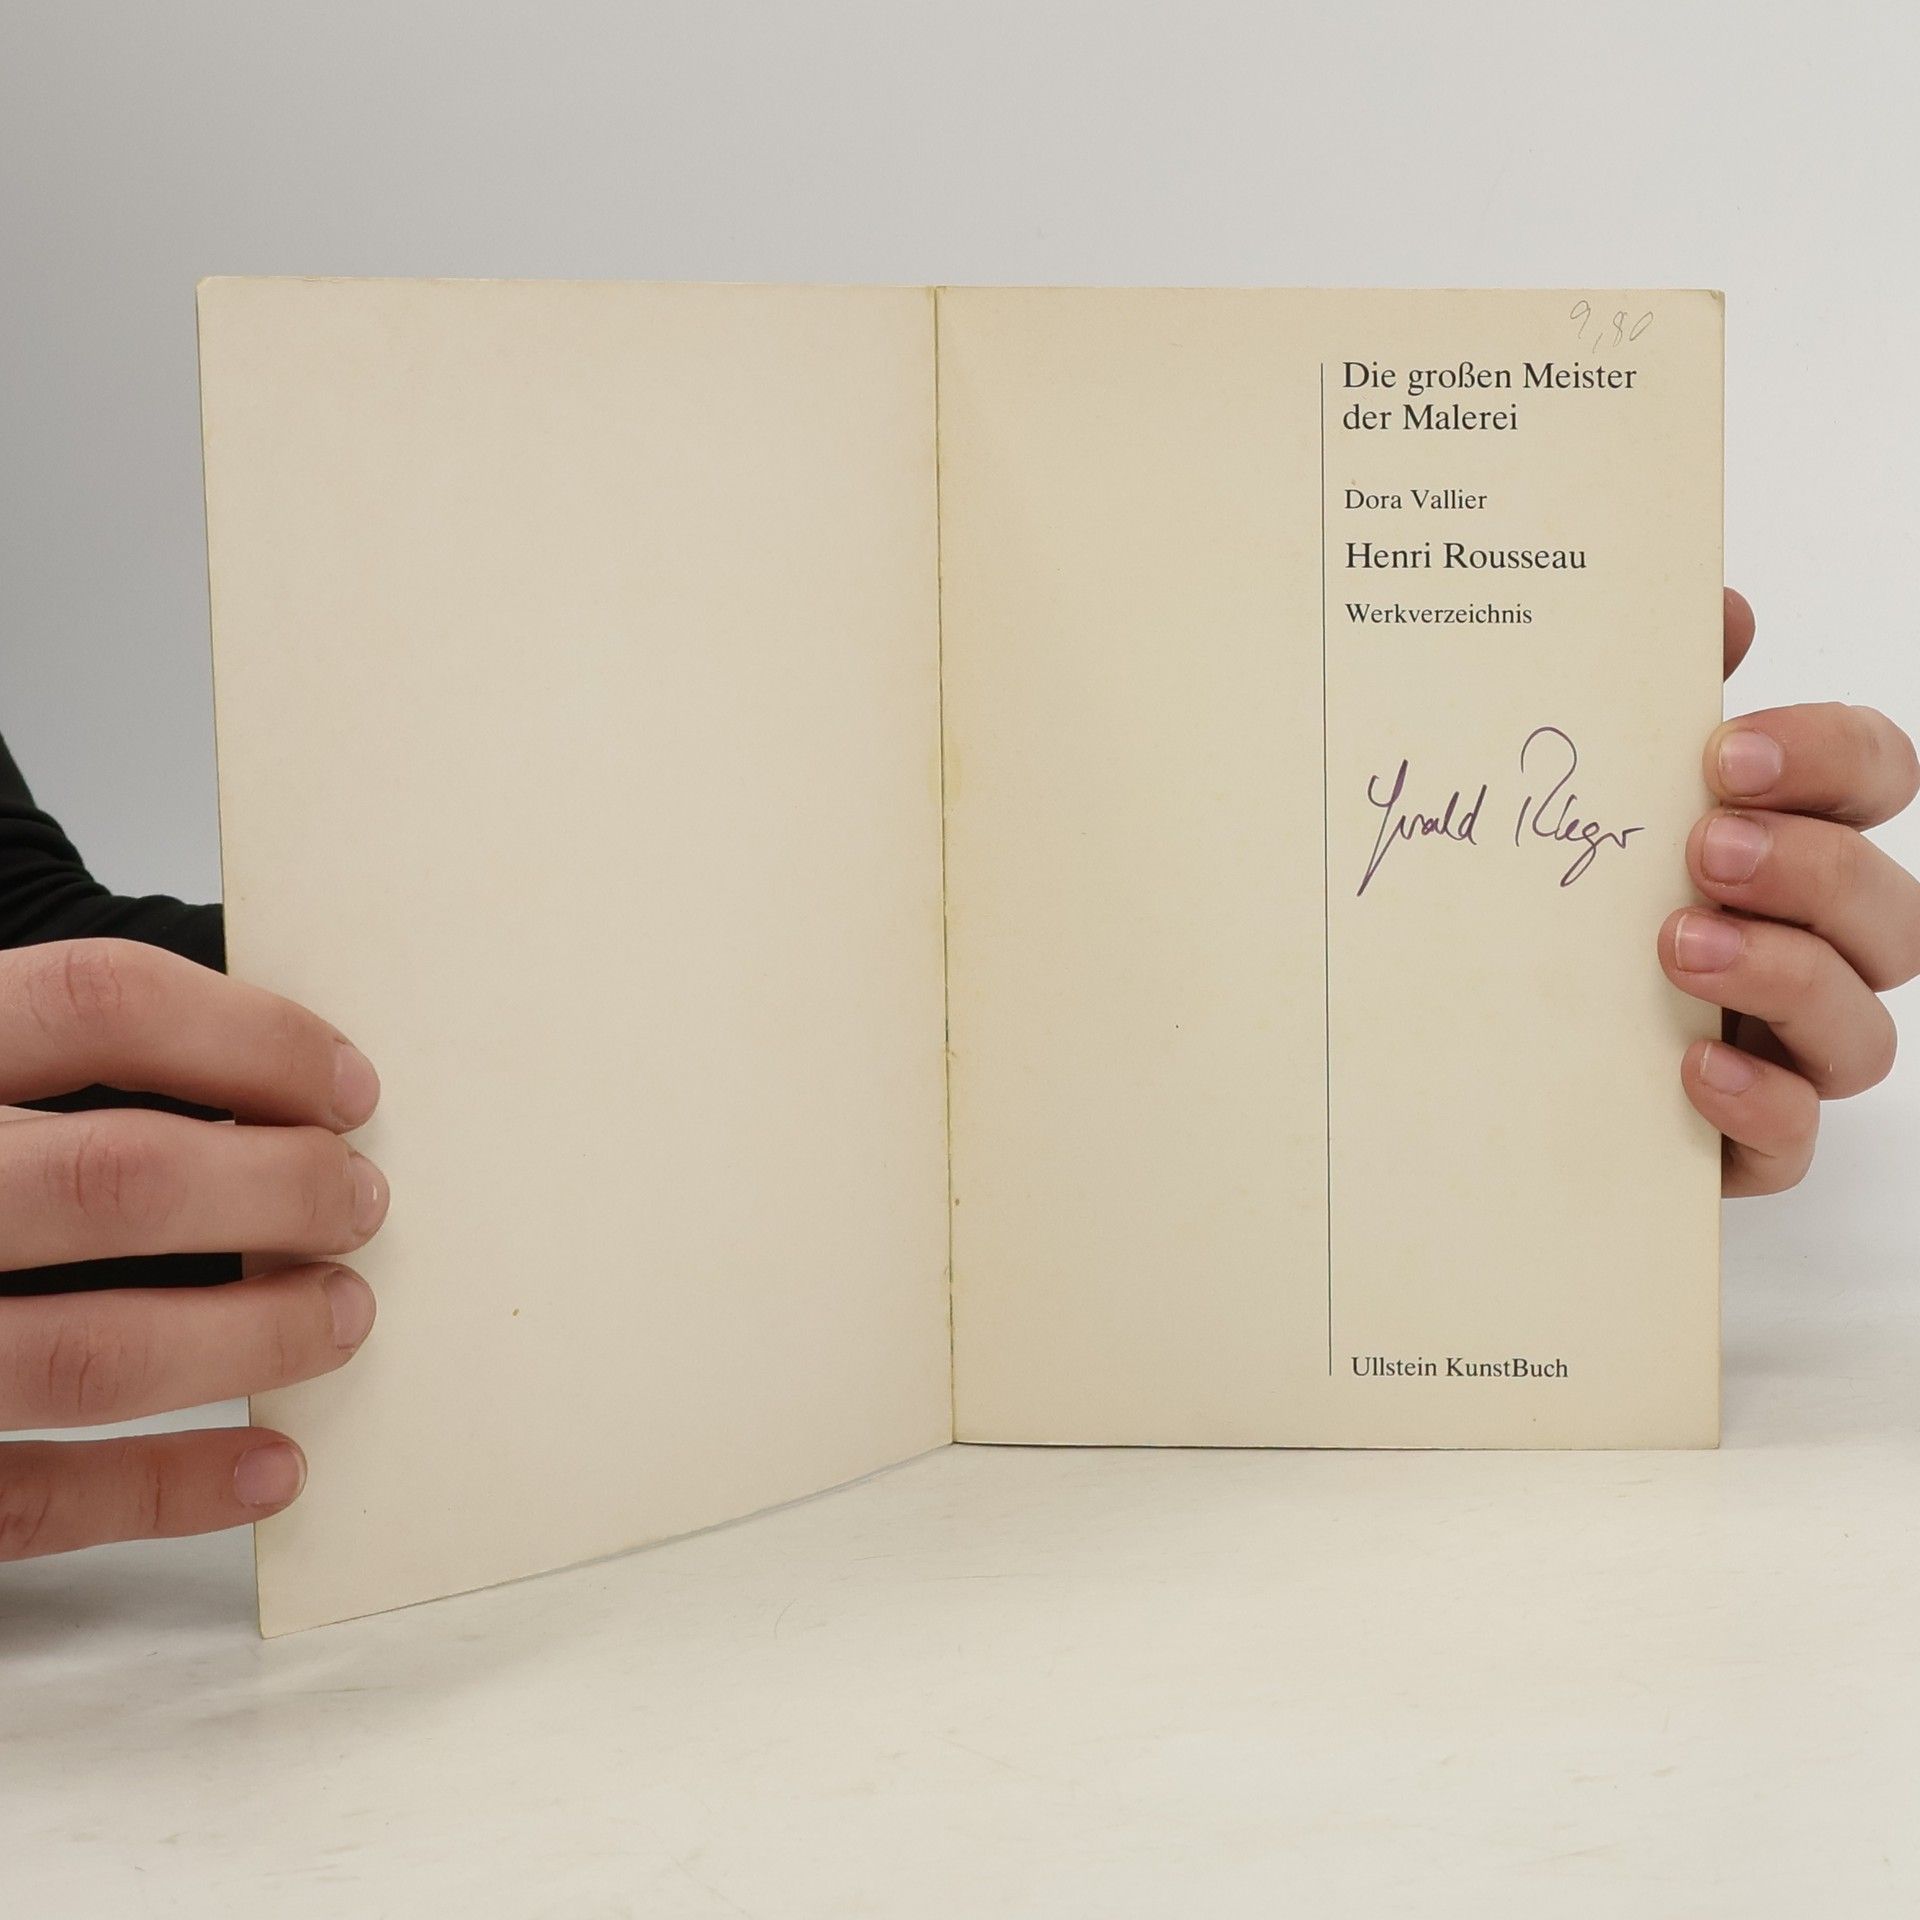 9,80
Die großen Meister
der Malerei
Dora Vallier
Henri Rousseau
Werkverzeichnis
Ullstein KunstBuch